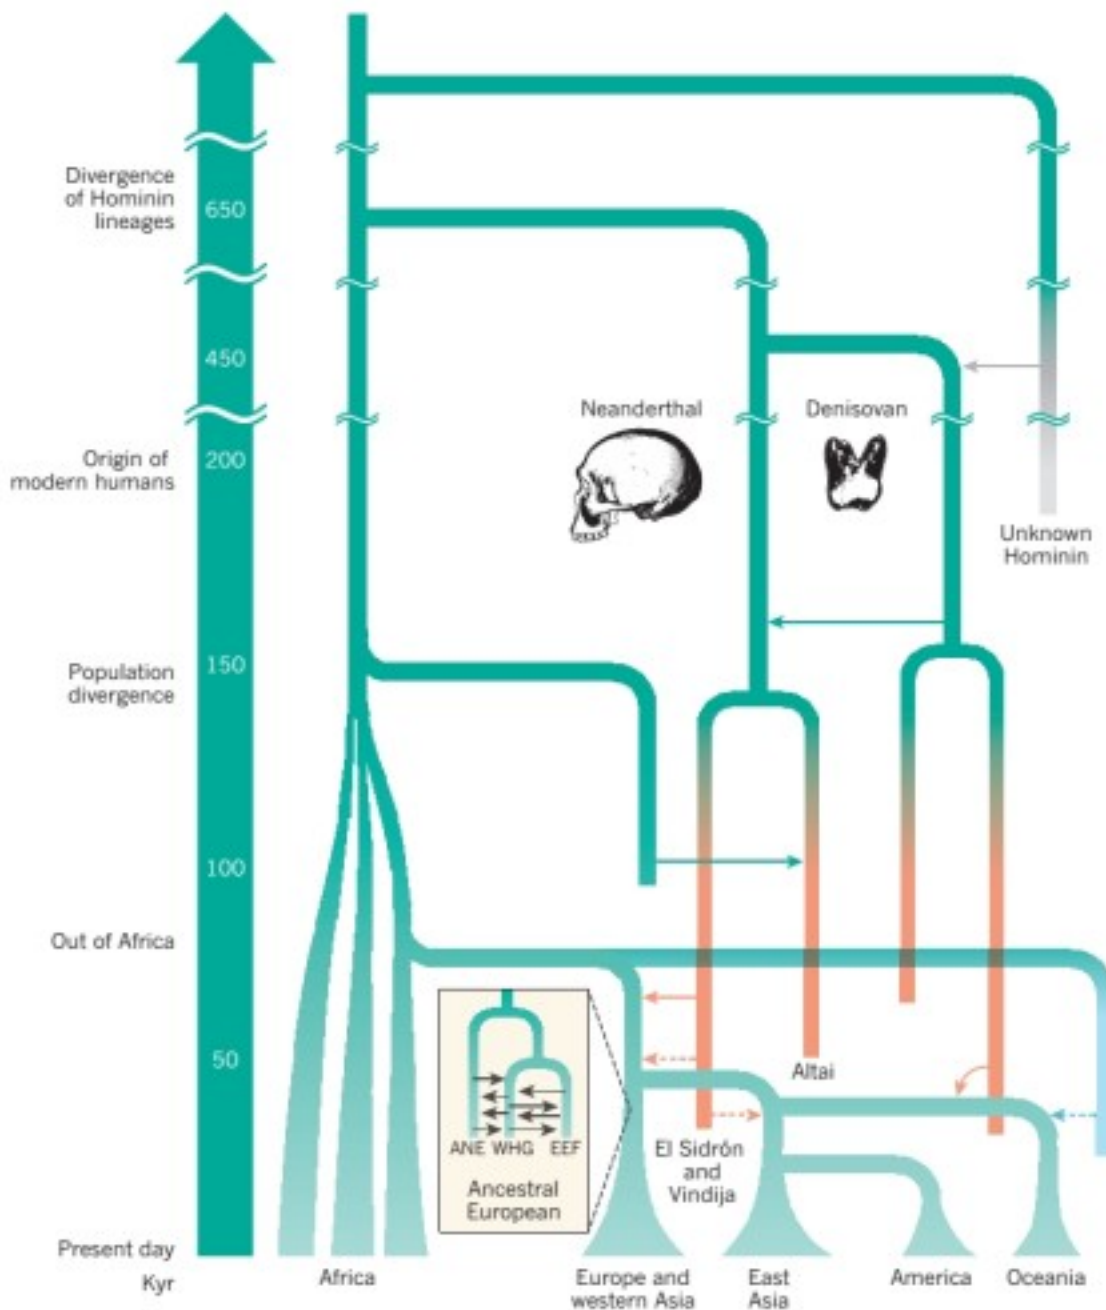 Divergence
of Hominin
lineages
650
450
Neanderthal
Denisovan
Origin of
modern humans
200
Unknown
Hominin
Population
divergence
150
100
Out of Africa
50
Altai
ANE WHG EEF
Ancestral
European
El Sidrón
and
Vindija
Present day
Kyr
Africa
Europe and
western Asia
East
Asia
America
Oceania